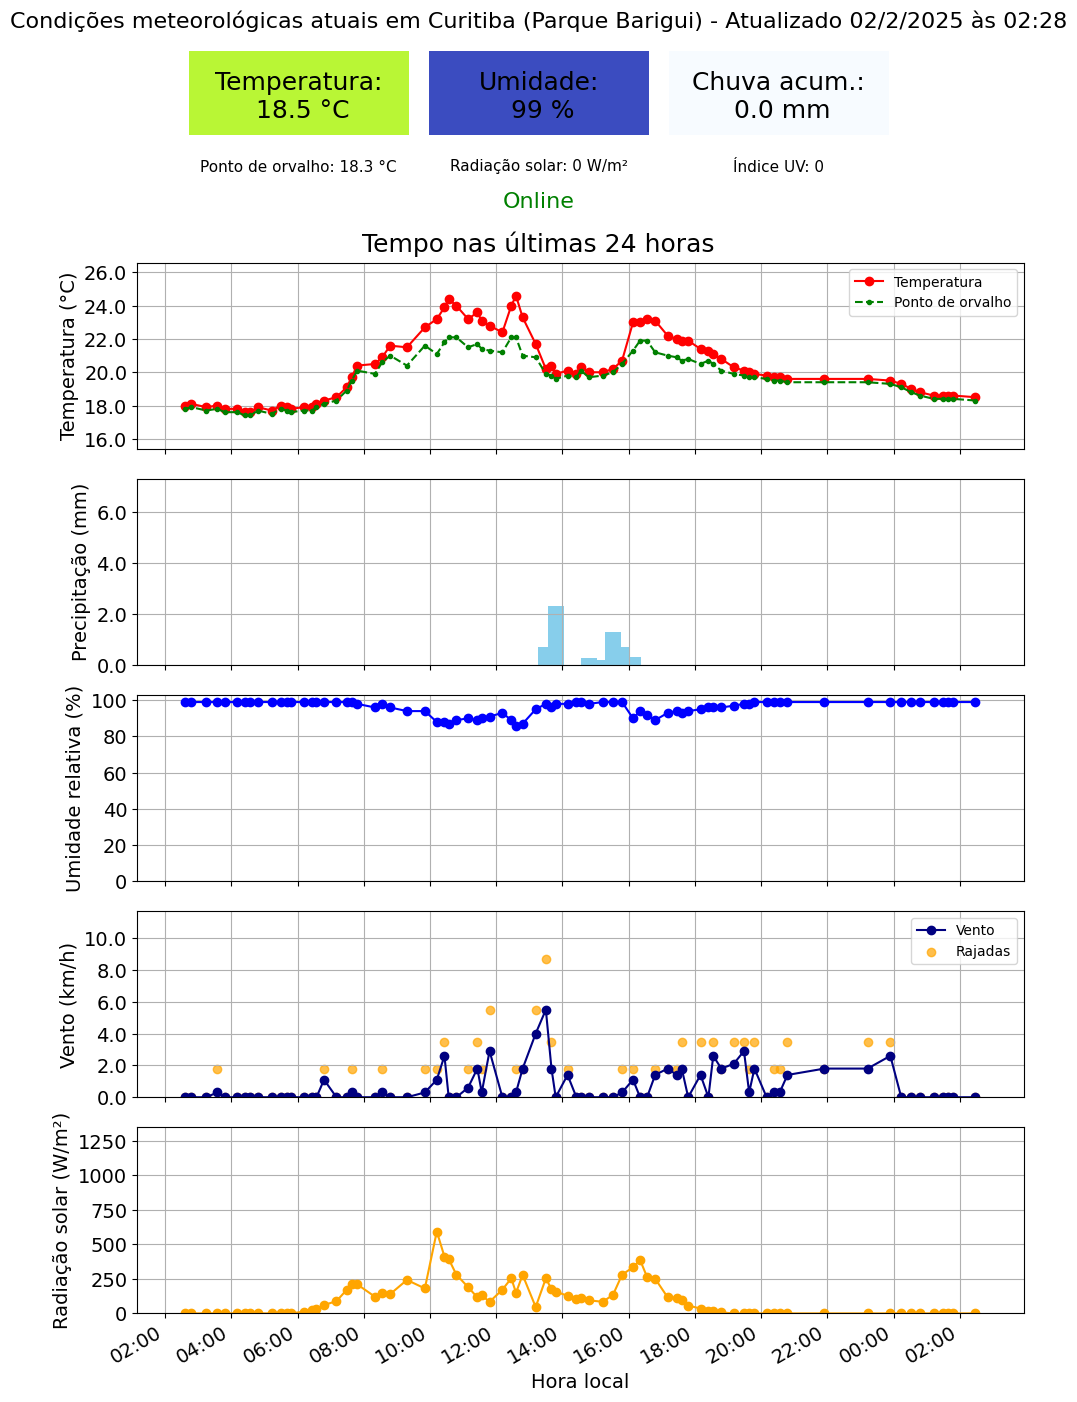 Condições meteorológicas atuais em Curitiba (Parque Barigui) - Atualizado 02/2/2025 às 02:28
Temperatura:
18.5 °C
Umidade:
99 %
Chuva acum.:
0.0 mm
Ponto de orvalho: 18.3 °C
Radiação solar: 0 W/m²
Índice UV: 0
Online
Tempo nas últimas 24 horas
Temperatura (°C)
26.0
24.0
22.0
20.0
18.0
16.0
Temperatura
Ponto de orvalho
Precipitação (mm)
6.0
4.0
2.0
0.0
Umidade relativa (%)
100
80
60
40
20
0
Vento (km/h)
10.0
8.0
6.0
4.0
2.0
0.0
Vento
Rajadas
Radiação solar (W/m²)
1250
1000
750
500
250
0
02:00
04:00
06:00
08:00
10:00
12:00
14:00
16:00
18:00
20:00
22:00
00:00
02:00
Hora local